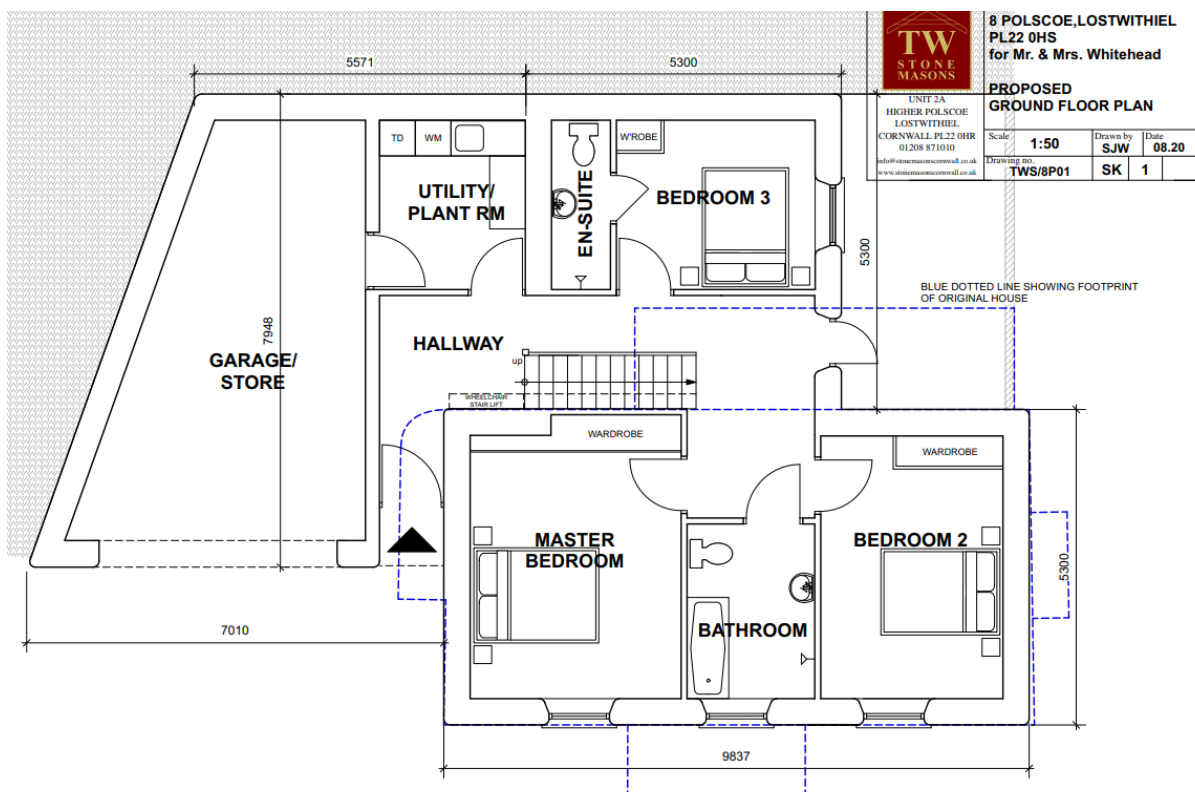 8 POLSCOE,LOSTWITHIEL
PL22 0HS
for Mr. & Mrs. Whitehead
PROPOSED
GROUND FLOOR PLAN
TW
STONE
MASONS
UNIT 2A
HIGHER POLSCOE
LOSTWITHIEL
CORNWALL PL22 0HR
01208 871010
info@stonemasonscornwall.co.uk
www.stonemasonscornwall.co.uk
Scale
1:50
Drawn by
SJW
Date
08.20
Drawing no.
TWS/8P01
SK
1
5571
5300
TD
WM
W'ROBE
UTILITY/
PLANT RM
EN-SUITE
BEDROOM 3
5300
BLUE DOTTED LINE SHOWING FOOTPRINT
OF ORIGINAL HOUSE
7948
HALLWAY
GARAGE/
STORE
up
WHEELCHAIR
STAIR LIFT
WARDROBE
WARDROBE
MASTER
BEDROOM
BEDROOM 2
5300
BATHROOM
7010
9837